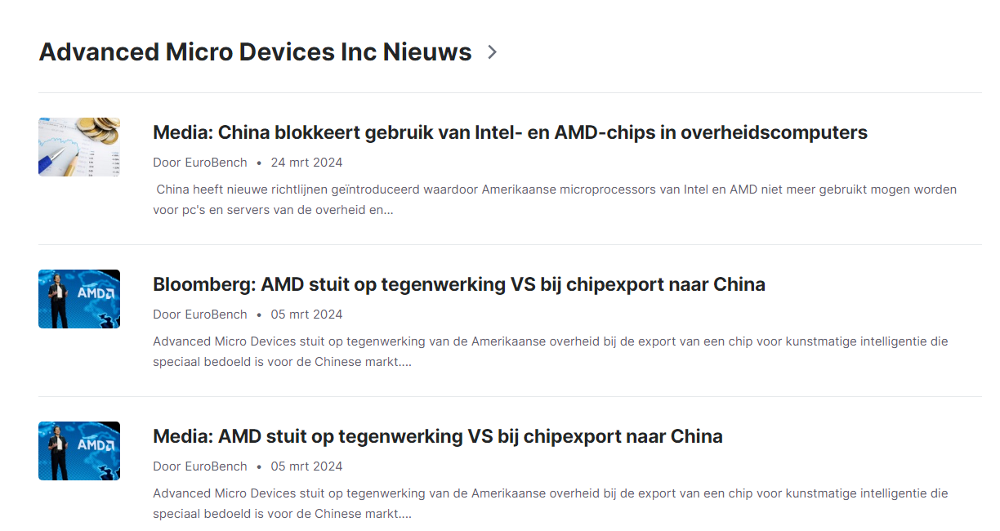 Advanced Micro Devices Inc Nieuws
Media: China blokkeert gebruik van Intel- en AMD-chips in overheidscomputers
Door EuroBench • 24 mrt 2024
China heeft nieuwe richtlijnen geïntroduceerd waardoor Amerikaanse microprocessors van Intel en AMD niet meer gebruikt mogen worden
voor pc's en servers van de overheid en...
AMD
Bloomberg: AMD stuit op tegenwerking VS bij chipexport naar China
Door EuroBench • 05 mrt 2024
Advanced Micro Devices stuit op tegenwerking van de Amerikaanse overheid bij de export van een chip voor kunstmatige intelligentie die
speciaal bedoeld is voor de Chinese markt....
AMD
Media: AMD stuit op tegenwerking VS bij chipexport naar China
Door EuroBench • 05 mrt 2024
Advanced Micro Devices stuit op tegenwerking van de Amerikaanse overheid bij de export van een chip voor kunstmatige intelligentie die
speciaal bedoeld is voor de Chinese markt....